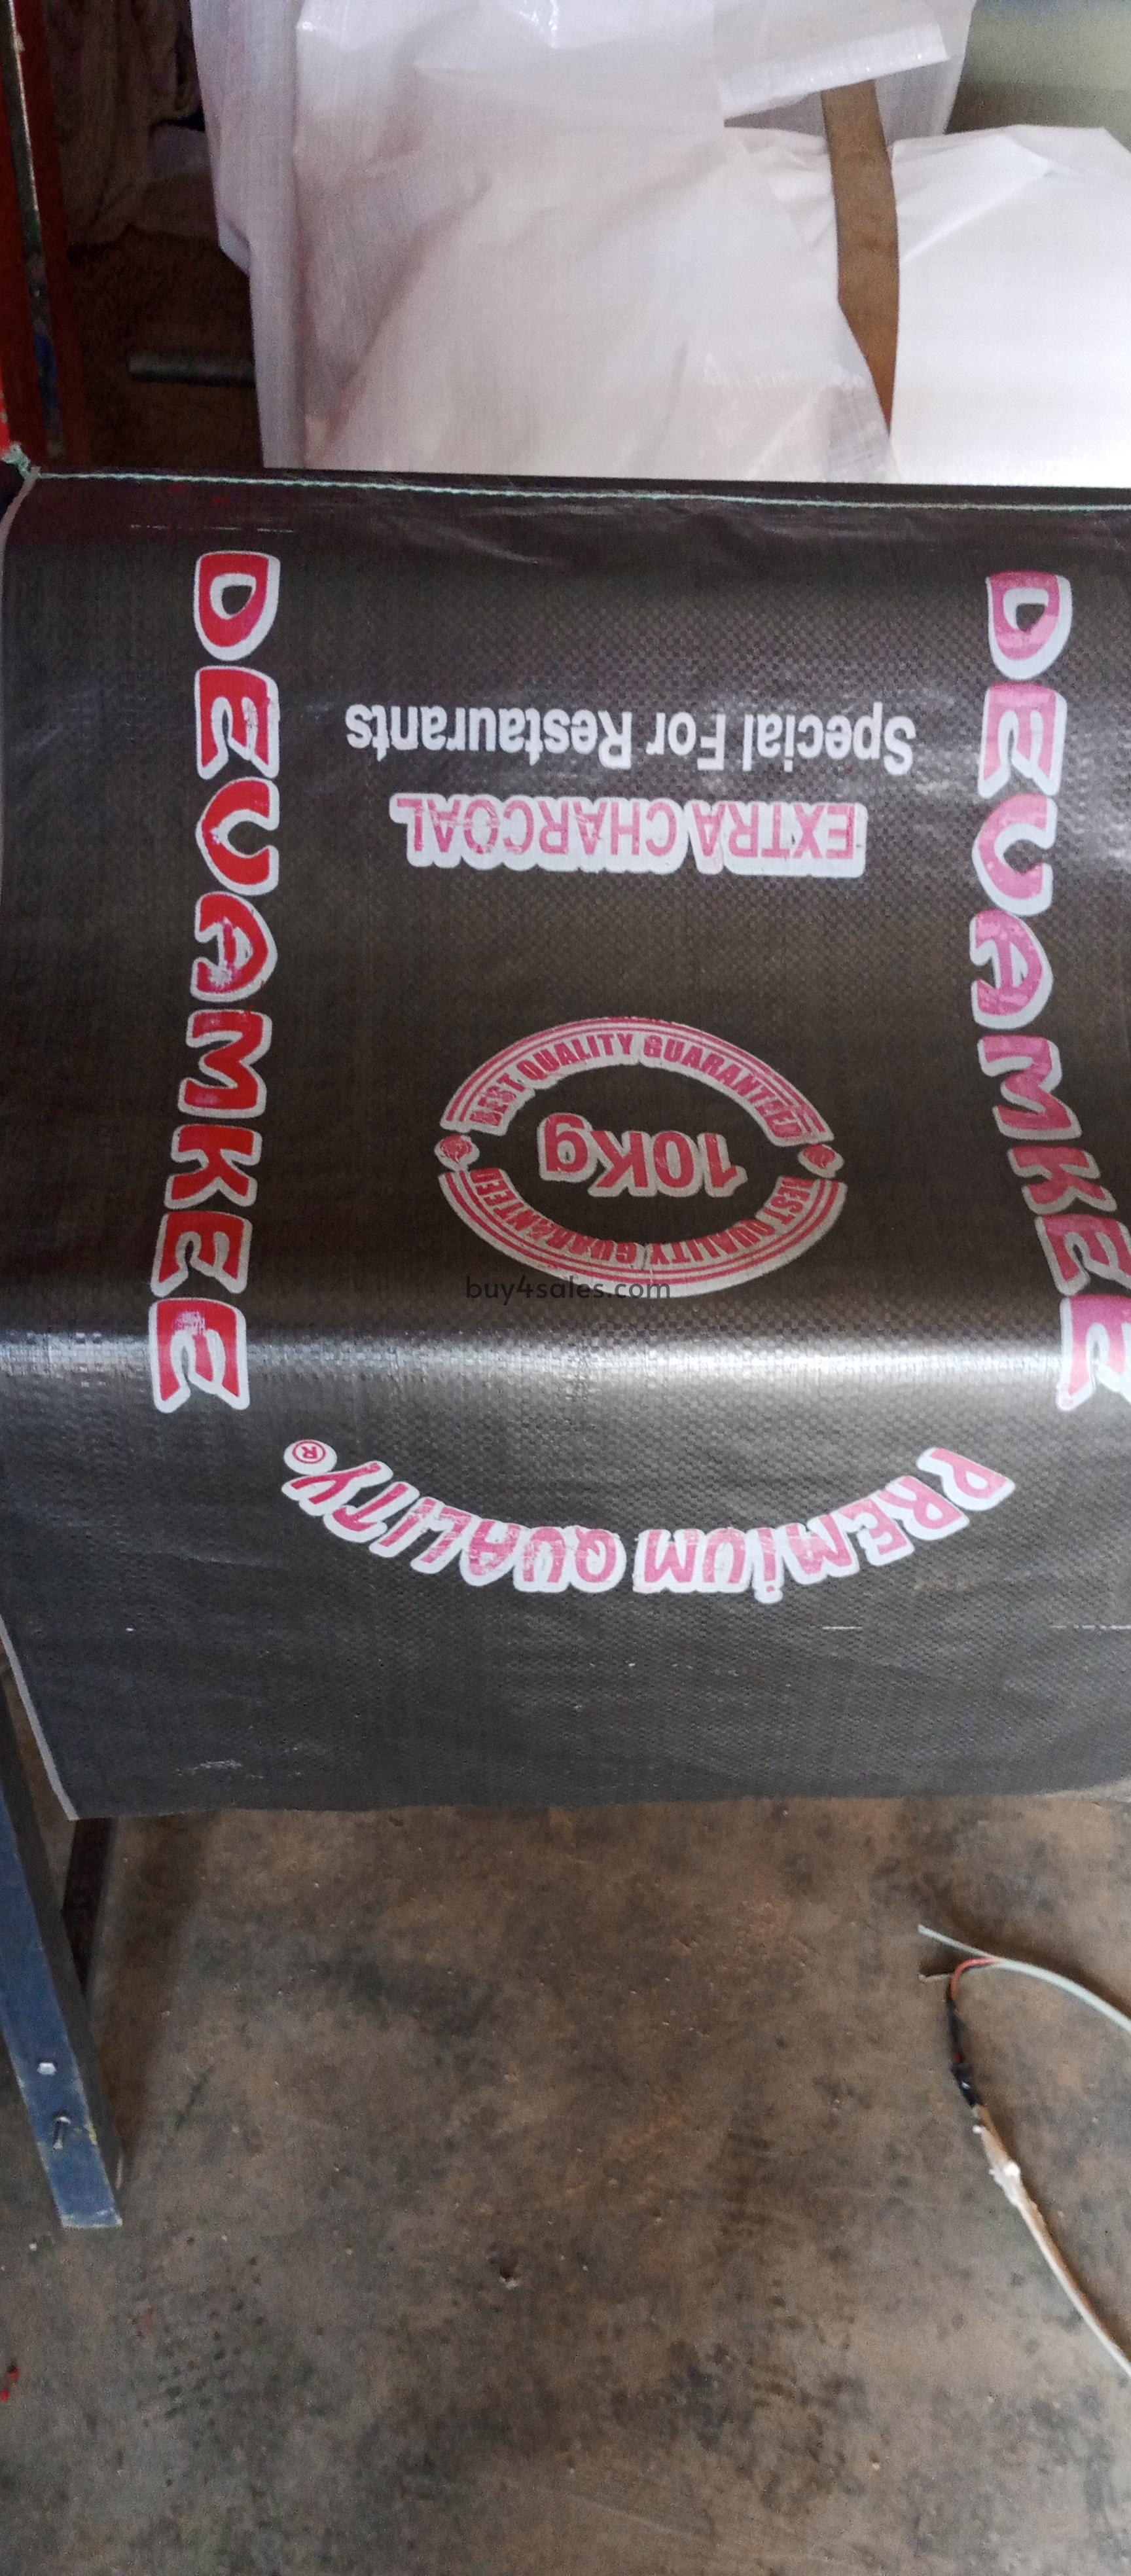 PREMiUM QUALITY®
BEST QUALITY GUARANTEED
10Kg
BEST QUALITY GUARANTEED
EXTRA CHARCOAL
Special For Restaurants
DEVAMKEE
DEVAMKEE
buy4sales.com